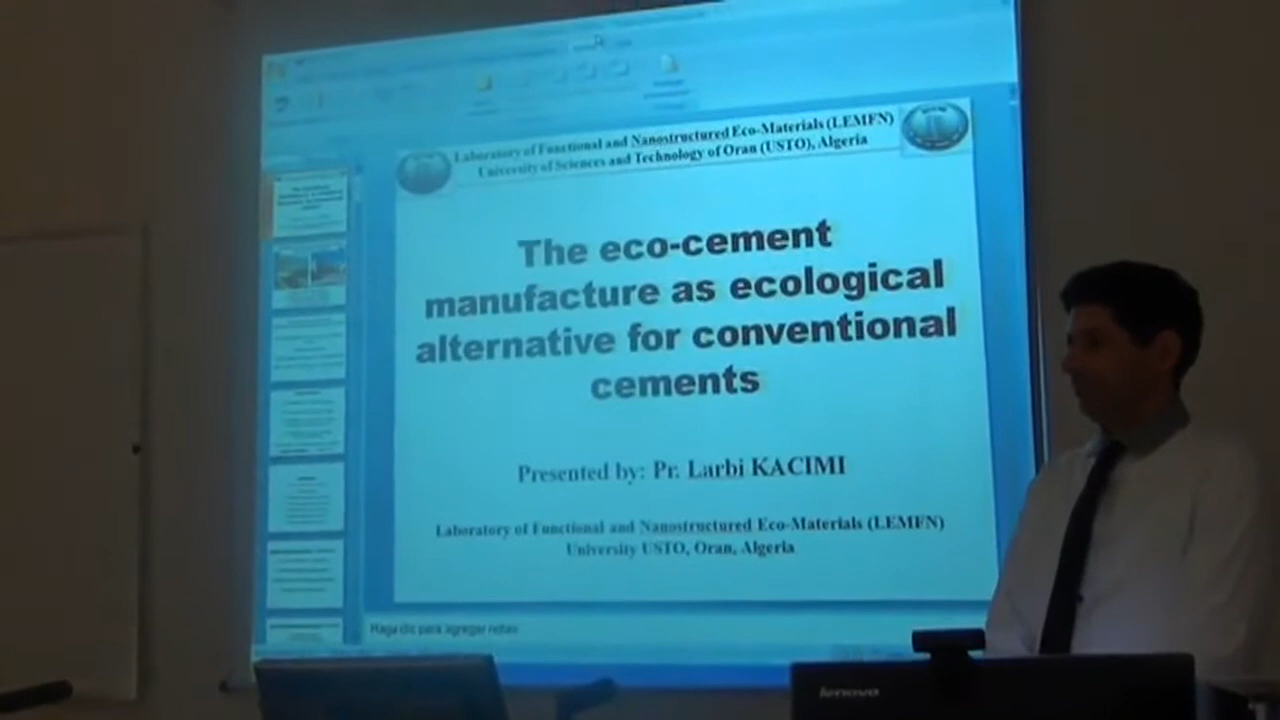 Laboratory of Functional and Nanostructured Eco-Materials (LEMFN)
University of Sciences and Technology of Oran (USTO), Algeria
The eco-cement
manufacture as ecological
alternative for conventional
cements
Presented by: Pr. Larbi KACIMI
Laboratory of Functional and Nanostructured Eco-Materials (LEMFN)
University USTO, Oran, Algeria
Haga clic para agregar notas
lenovo